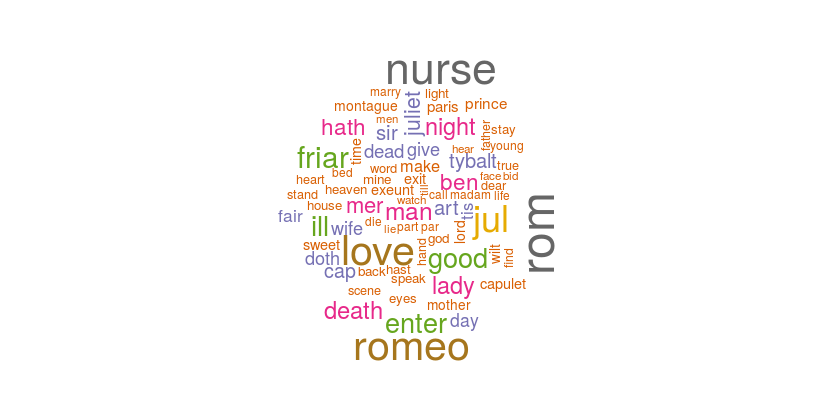 nurse
marry light
montague juliet paris prince
men
hath sir night father stay
time dead give hear young
friar word make tybalt true
bed mine exit face bid
heart heaven exeunt till ben dear
stand watch call madam life
house mer man art tis
fair die jul
ill wife lie part par lord rom
sweet love god
doth hand good wilt find
cap back hast
speak lady capulet
scene eyes mother
death enter day
romeo